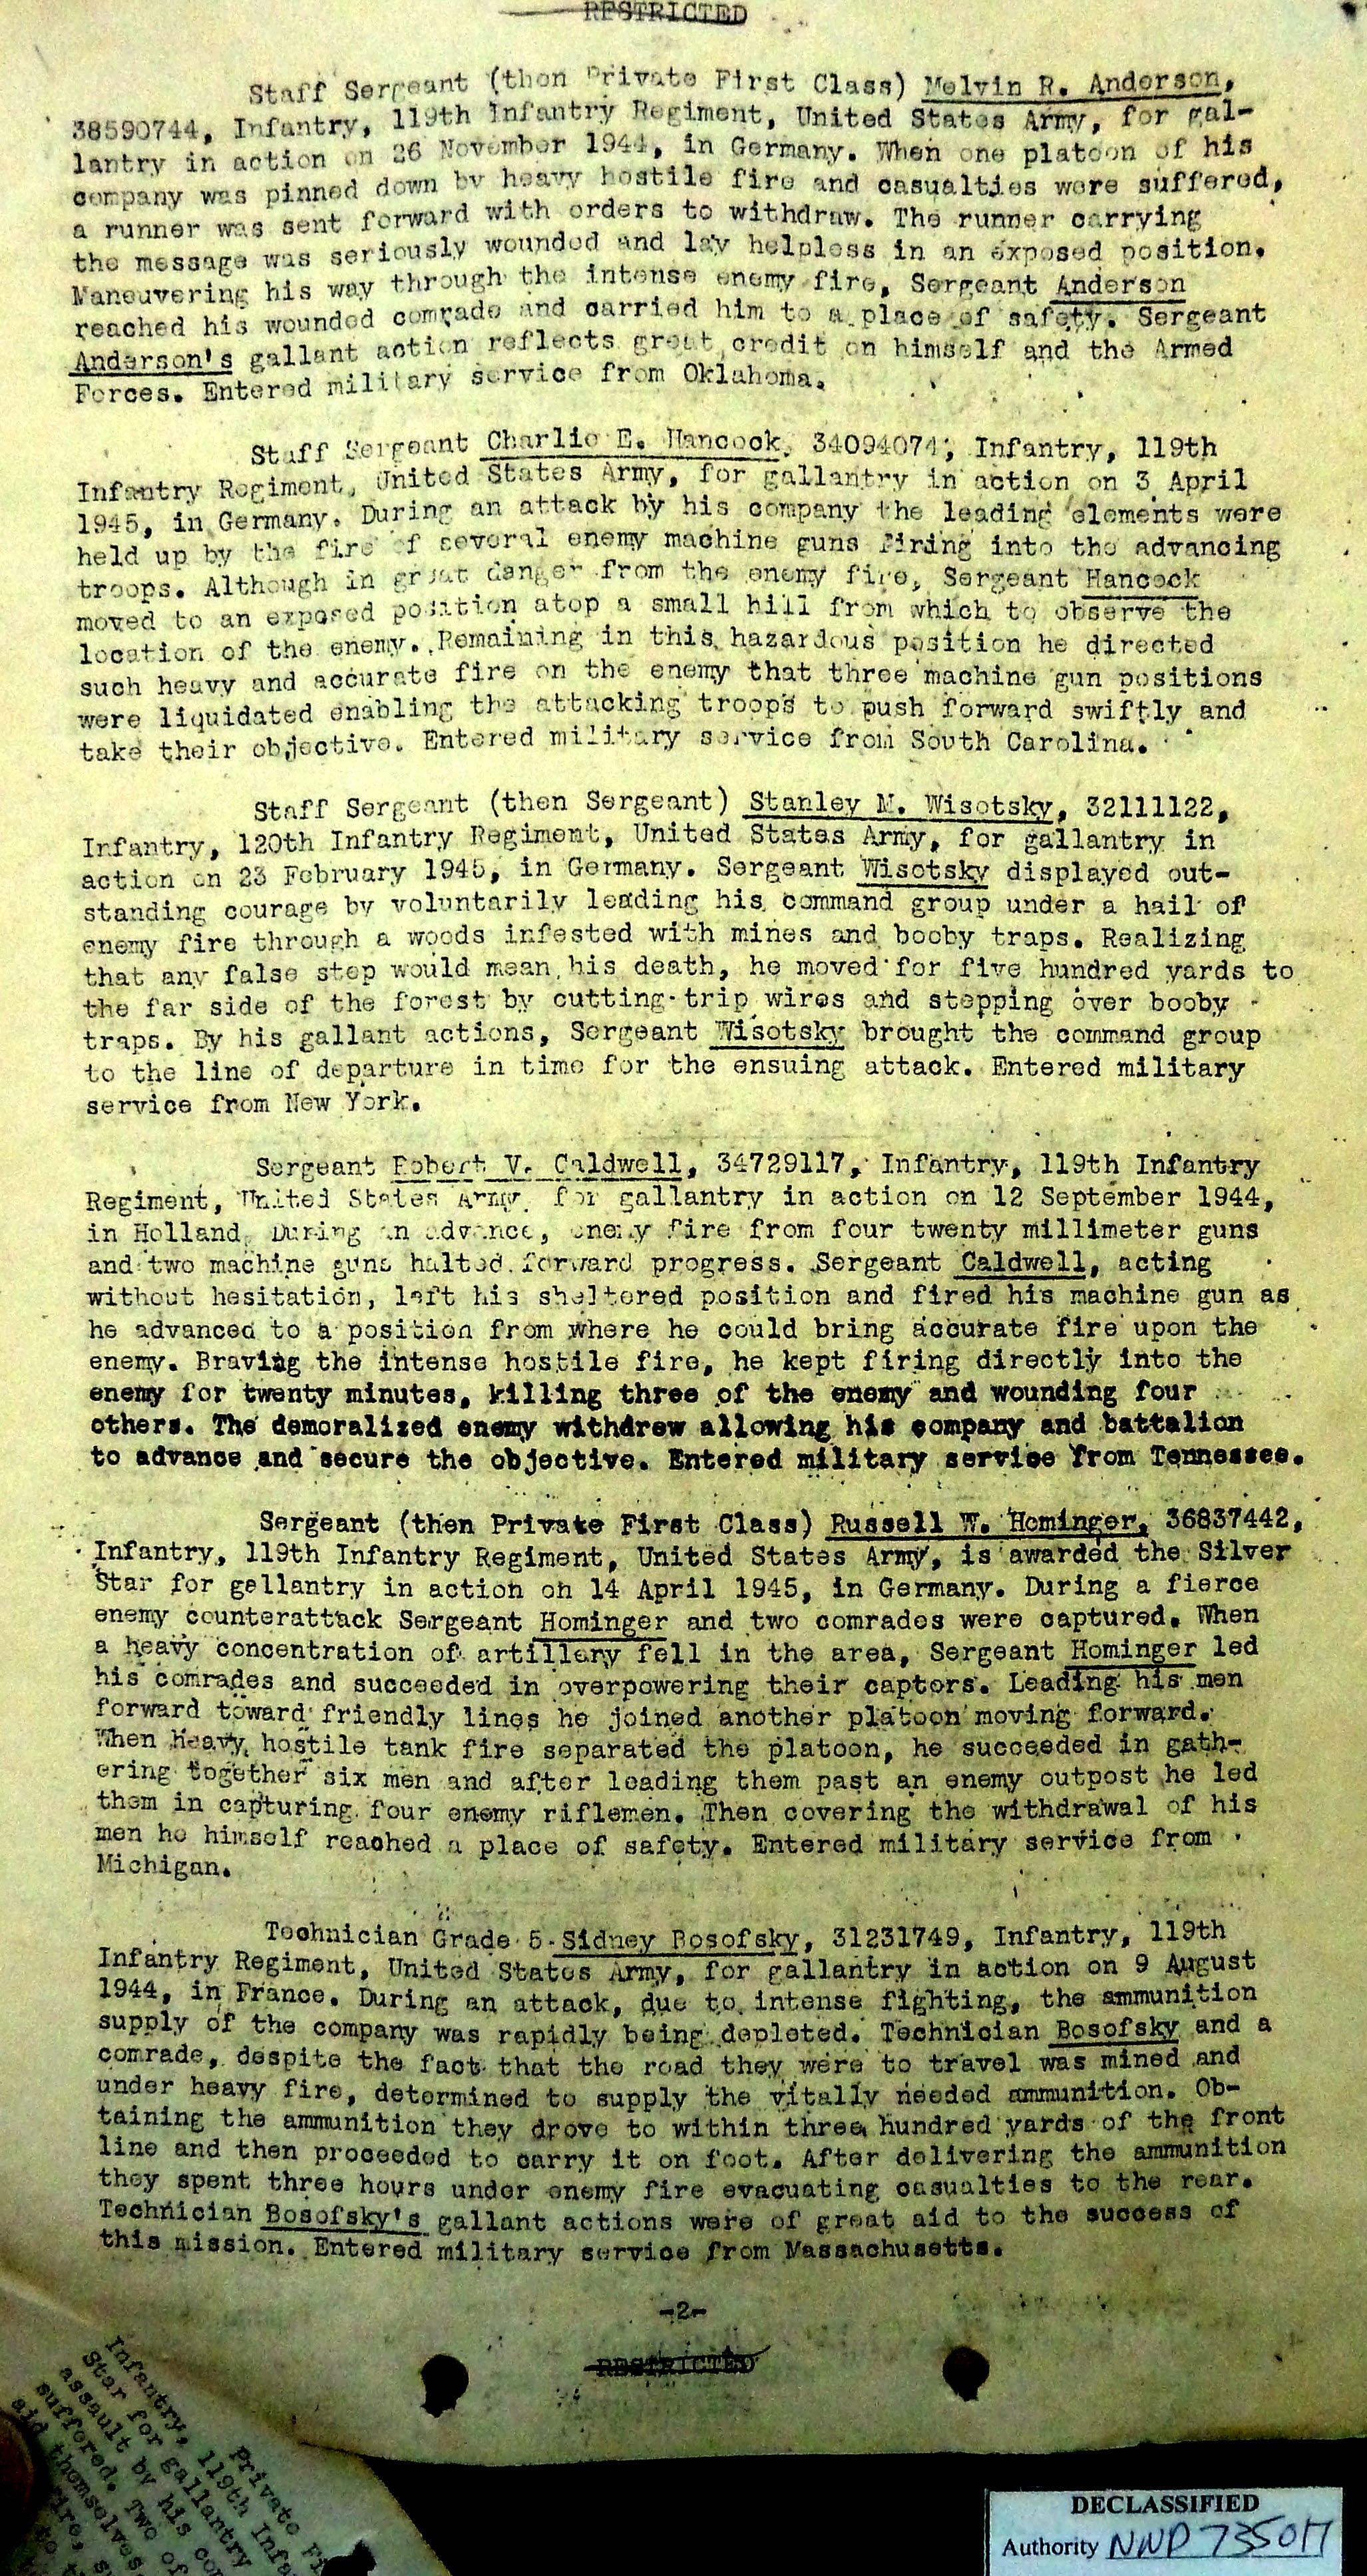 RESTRICTED
Staff Sergeant (then Private First Class) Melvin R. Anderson,
38590744, Infantry, 119th Infantry Regiment, United States Army, for gal-
lantry in action on 26 November 1944, in Germany. When one platoon of his
company was pinned down by heavy hostile fire and casualties were suffered,
a runner was sent forward with orders to withdraw. The runner carrying
the message was seriously wounded and lay helpless in an exposed position.
Maneuvering his way through the intense enemy fire, Sergeant Anderson
reached his wounded comrade and carried him to a place of safety. Sergeant
Anderson's gallant action reflects great credit on himself and the Armed
Forces. Entered military service from Oklahoma.
Staff Sergeant Charlie E. Hancock, 34094074, Infantry, 119th
Infantry Regiment, United States Army, for gallantry in action on 3 April
1945, in Germany. During an attack by his company the leading elements were
held up by the fire of several enemy machine guns firing into the advancing
troops. Although in great danger from the enemy fire, Sergeant Hancock
moved to an exposed position atop a small hill from which to observe the
location of the enemy. Remaining in this hazardous position he directed
such heavy and accurate fire on the enemy that three machine gun positions
were liquidated enabling the attacking troops to push forward swiftly and
take their objective. Entered military service from South Carolina.
Staff Sergeant (then Sergeant) Stanley M. Wisotsky, 32111122,
Infantry, 120th Infantry Regiment, United States Army, for gallantry in
action on 23 February 1945, in Germany. Sergeant Wisotsky displayed out-
standing courage by voluntarily leading his command group under a hail of
enemy fire through a woods infested with mines and booby traps. Realizing
that any false step would mean his death, he moved for five hundred yards to
the far side of the forest by cutting trip wires and stepping over booby
traps. By his gallant actions, Sergeant Wisotsky brought the command group
to the line of departure in time for the ensuing attack. Entered military
service from New York.
Sergeant Robert V. Caldwell, 34729117, Infantry, 119th Infantry
Regiment, United States Army, for gallantry in action on 12 September 1944,
in Holland. During an advance, enemy fire from four twenty millimeter guns
and two machine guns halted forward progress. Sergeant Caldwell, acting
without hesitation, left his sheltered position and fired his machine gun as
he advanced to a position from where he could bring accurate fire upon the
enemy. Braving the intense hostile fire, he kept firing directly into the
enemy for twenty minutes, killing three of the enemy and wounding four
others. The demoralized enemy withdrew allowing his company and battalion
to advance and secure the objective. Entered military service from Tennessee.
Sergeant (then Private First Class) Russell W. Hominger, 36837442,
Infantry, 119th Infantry Regiment, United States Army, is awarded the Silver
Star for gallantry in action on 14 April 1945, in Germany. During a fierce
enemy counterattack Sergeant Hominger and two comrades were captured. When
a heavy concentration of artillery fell in the area, Sergeant Hominger led
his comrades and succeeded in overpowering their captors. Leading his men
forward toward friendly lines he joined another platoon moving forward.
When heavy hostile tank fire separated the platoon, he succeeded in gath-
ering together six men and after leading them past an enemy outpost he led
them in capturing four enemy riflemen. Then covering the withdrawal of his
men he himself reached a place of safety. Entered military service from
Michigan.
Technician Grade 5 Sidney Bosofsky, 31231749, Infantry, 119th
Infantry Regiment, United States Army, for gallantry in action on 9 August
1944, in France. During an attack, due to intense fighting, the ammunition
supply of the company was rapidly being depleted. Technician Bosofsky and a
comrade, despite the fact that the road they were to travel was mined and
under heavy fire, determined to supply the vitally needed ammunition. Ob-
taining the ammunition they drove to within three hundred yards of the front
line and then proceeded to carry it on foot. After delivering the ammunition
they spent three hours under enemy fire evacuating casualties to the rear.
Technician Bosofsky's gallant actions were of great aid to the success of
this mission. Entered military service from Massachusetts.
-2-
RESTRICTED
Private
Infantry, 119th
Star for gallantry
assault by his
suffered. Two of
aid themselves
DECLASSIFIED
Authority NND 735017